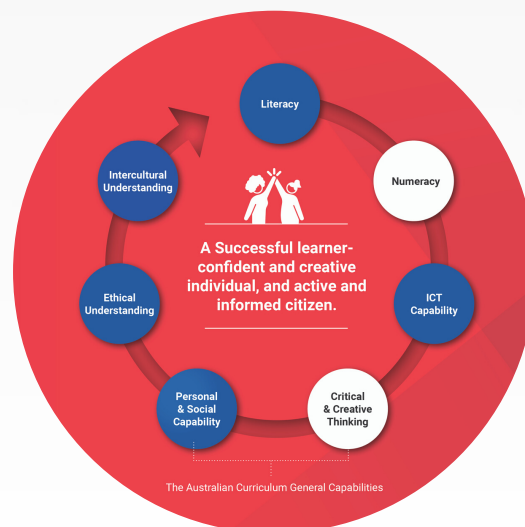 Literacy
Numeracy
ICT
Capability
Critical
& Creative
Thinking
Personal
& Social
Capability
Ethical
Understanding
Intercultural
Understanding
A Successful learner-
confident and creative
individual, and active and
informed citizen.
The Australian Curriculum General Capabilities